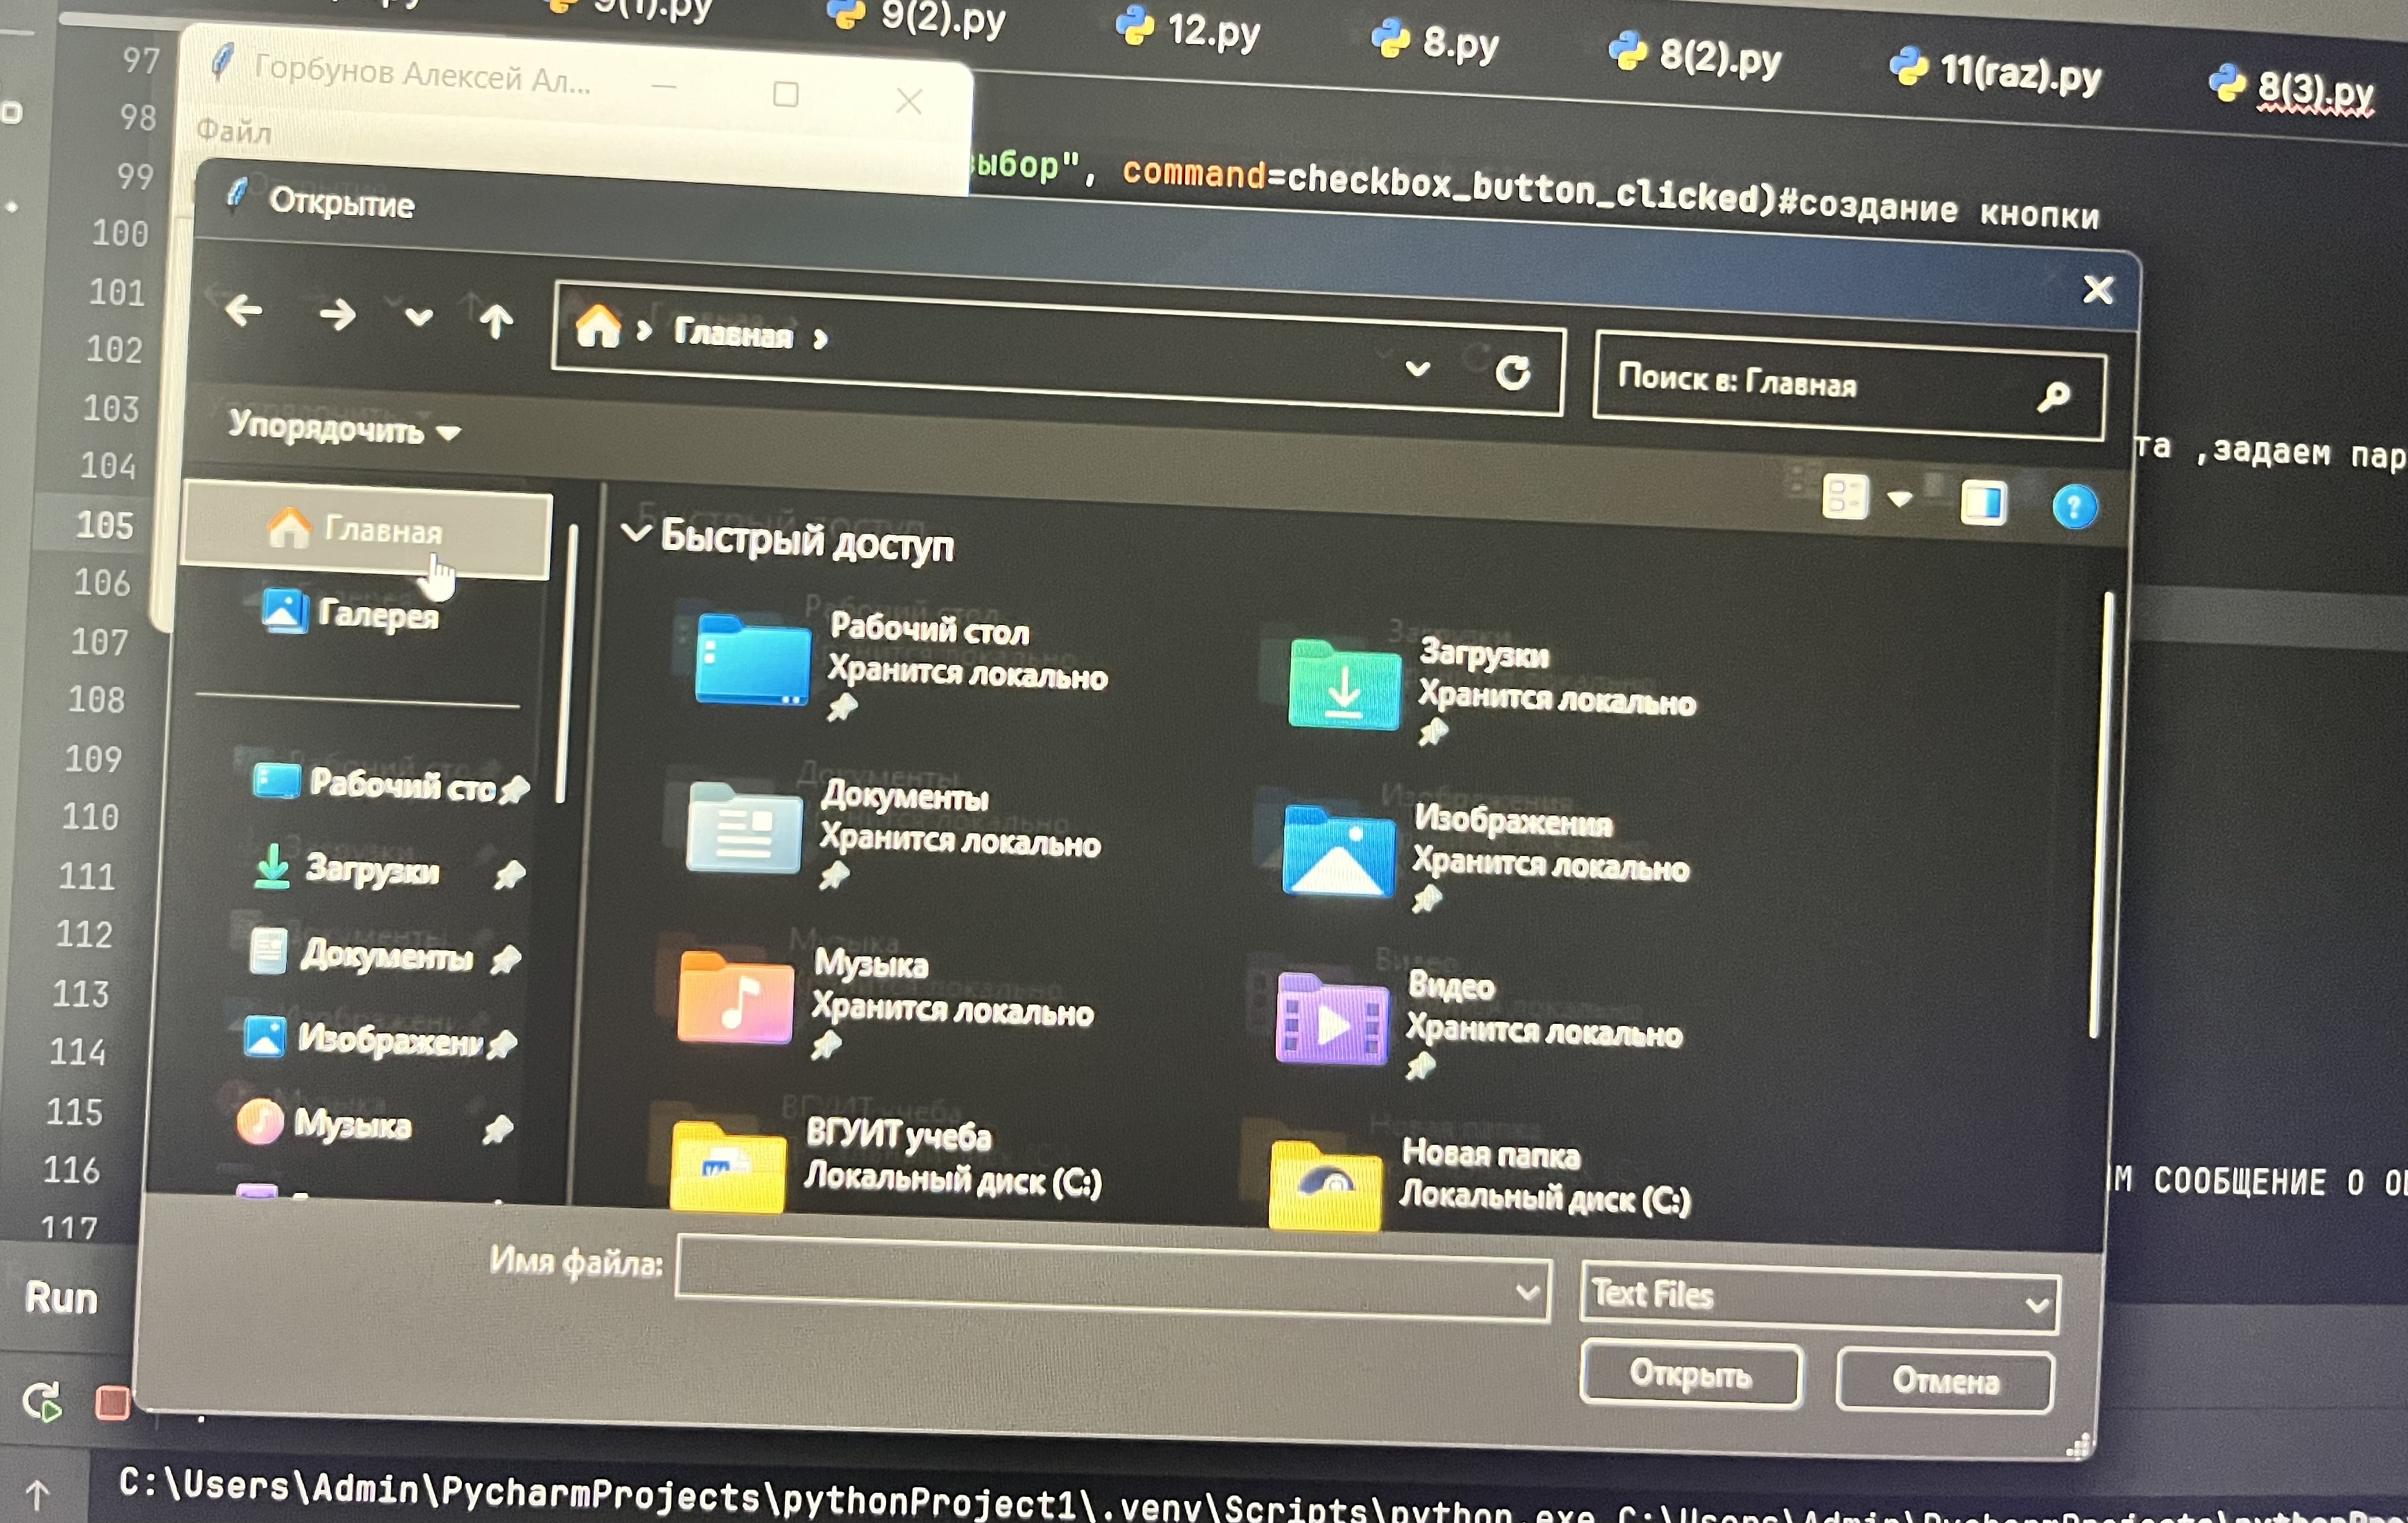 9(1).py
9(2).py
12.py
8.py
8(2).py
11(raz).py
8(3).py
Горбунов Алексей Ал...
Файл
97
98
99
100
101
102
103
104
105
106
107
108
109
110
111
112
113
114
115
116
117
выбор", command=checkbox_button_clicked)#создание кнопки
та ,задаем пар
М СООБЩЕНИЕ О
Открытие
Главная
Поиск в: Главная
Упорядочить
Главная
Галерея
Рабочий сто
Загрузки
Документы
Изображени
Музыка
Быстрый доступ
Рабочий стол
Хранится локально
Загрузки
Хранится локально
Документы
Хранится локально
Изображения
Хранится локально
Музыка
Хранится локально
Видео
Хранится локально
ВГУИТ учеба
Локальный диск (C:)
Новая папка
Локальный диск (C:)
Имя файла:
Text Files
Открыть
Отмена
Run
C:\Users\Admin\PycharmProjects\pythonProject1\.venv\Scripts\python.exe C:\Users\Admin\PycharmProjects\pythonPro